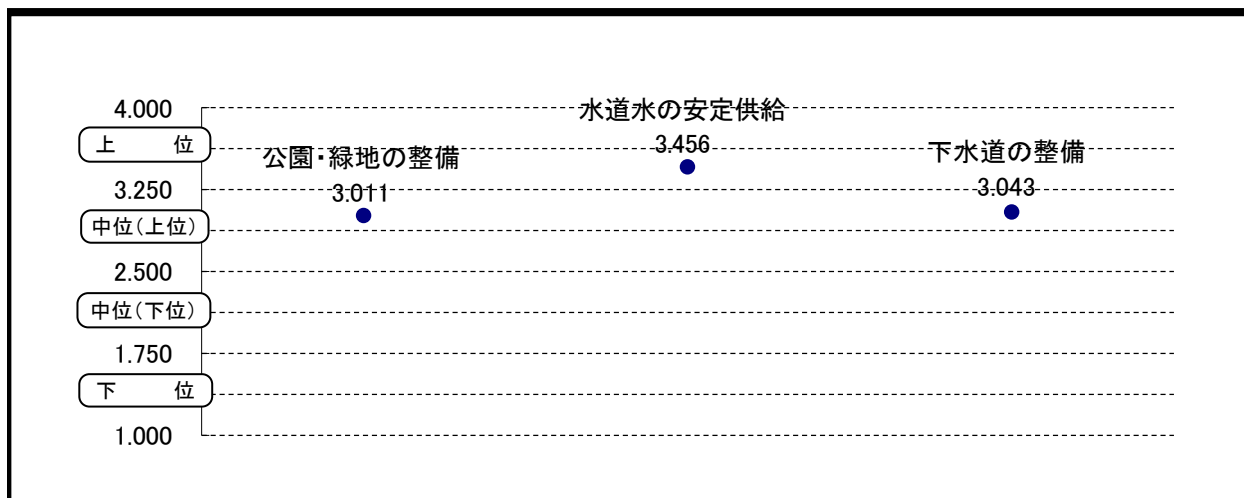 4.000
水道水の安定供給
上　　位
3.456
公園・緑地の整備
下水道の整備
3.250
3.011
3.043
中位(上位)
2.500
中位(下位)
1.750
下　　位
1.000